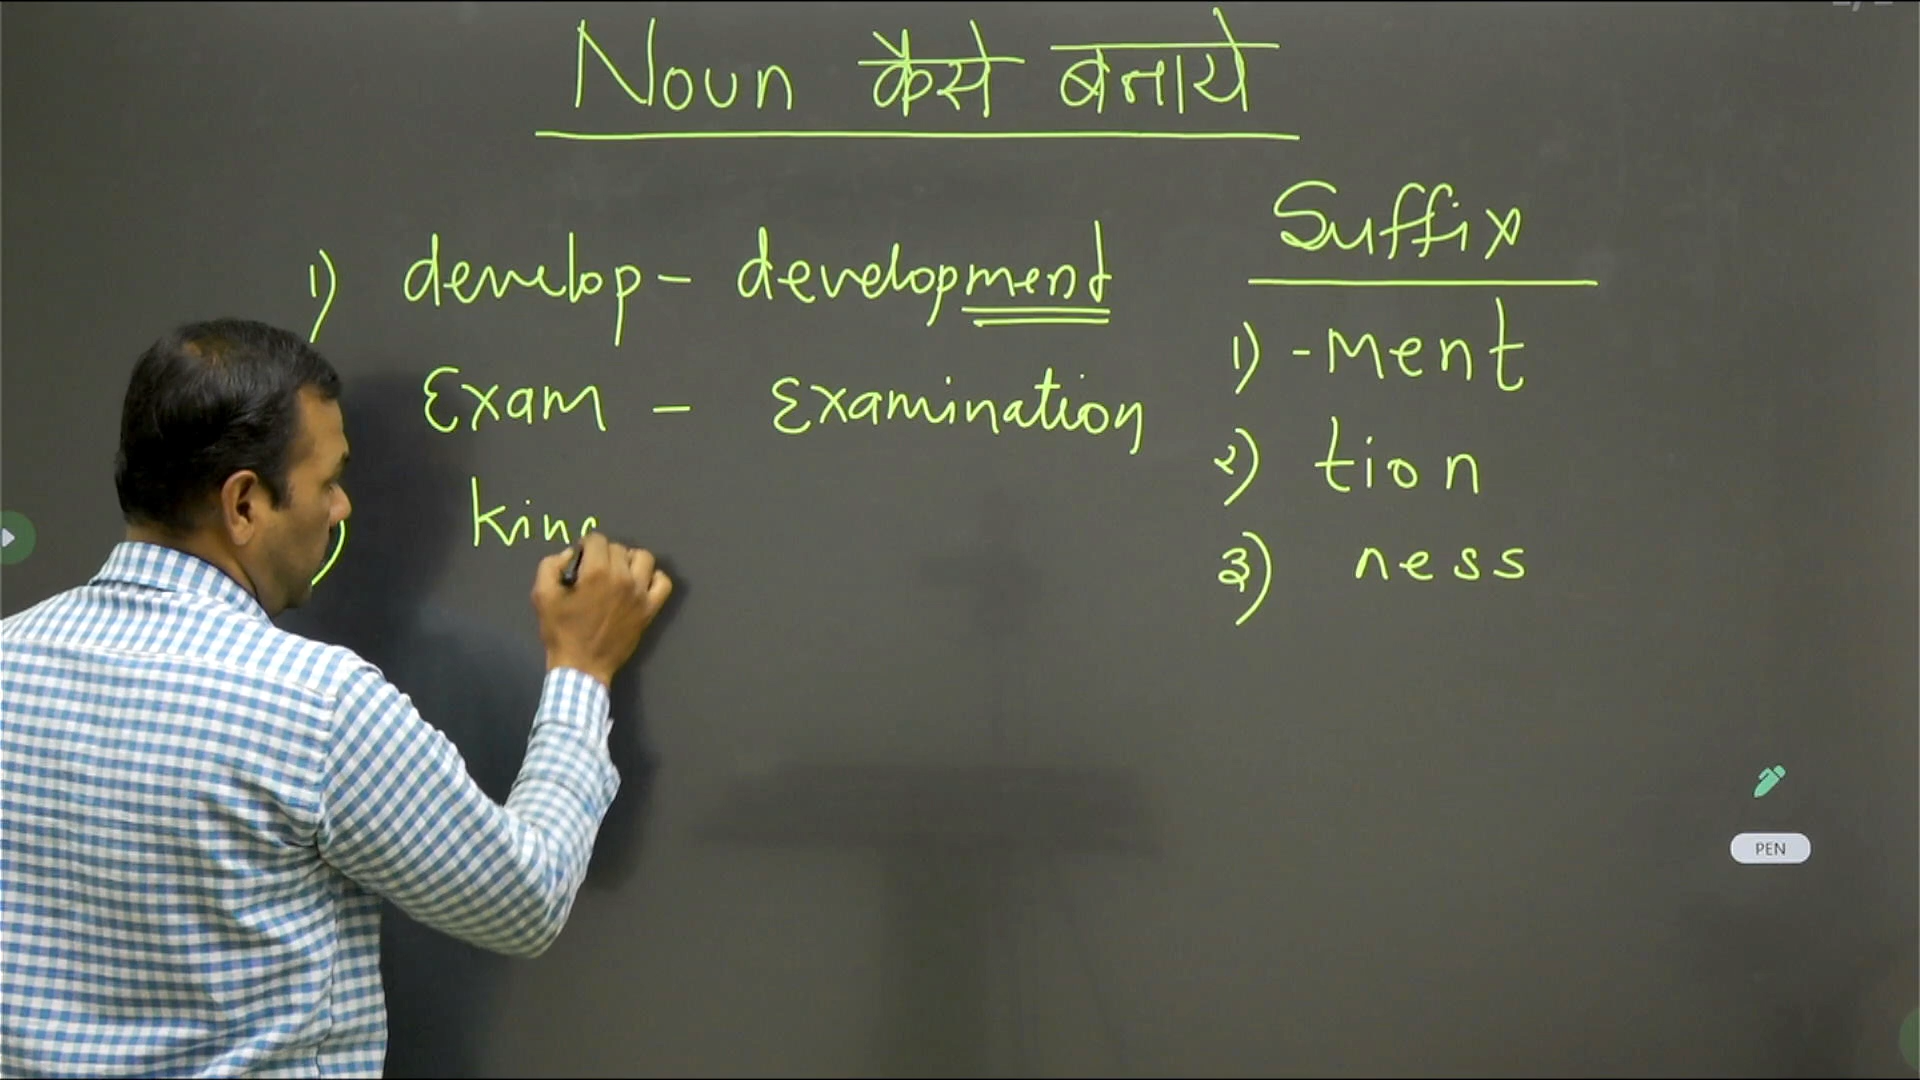 Noun कैसे बनाये
1) develop - development
Exam - Examination
)
Suffix
1) -Ment
2) tion
3) ness
PEN